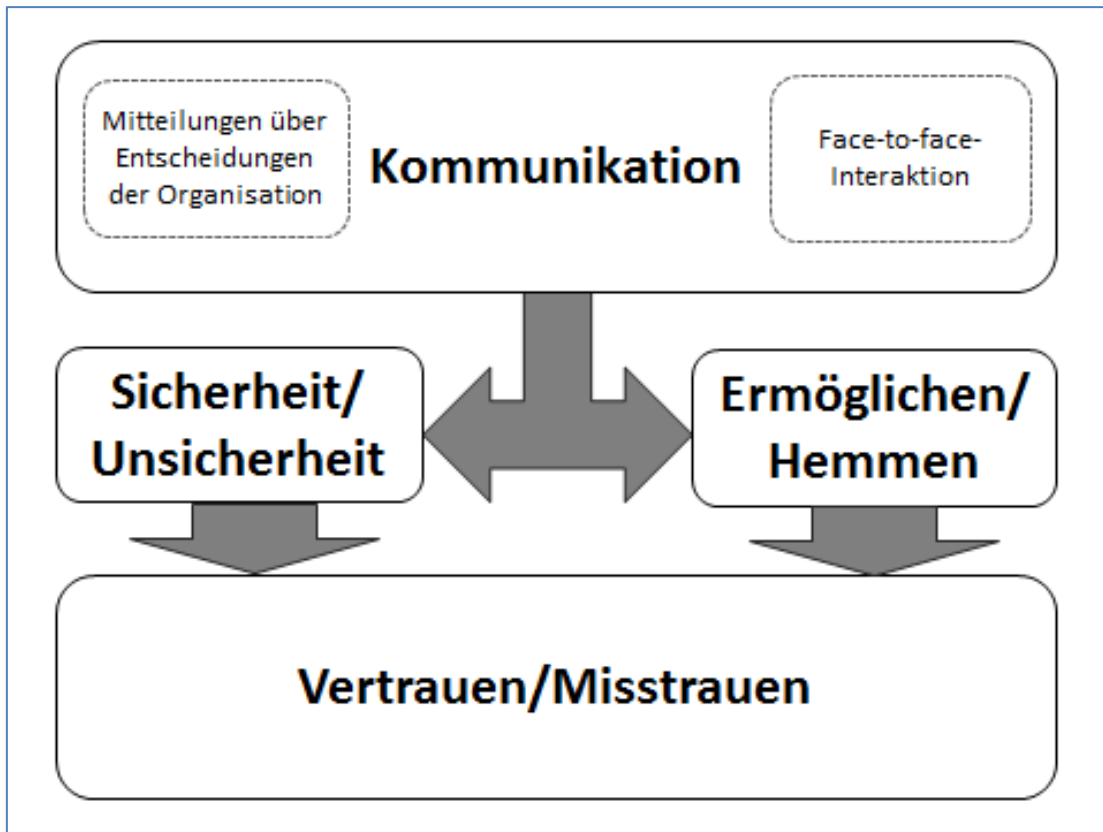 Mitteilungen über
Entscheidungen
der Organisation
Kommunikation
Face-to-face-
Interaktion
Sicherheit/
Unsicherheit
Ermöglichen/
Hemmen
Vertrauen/Misstrauen